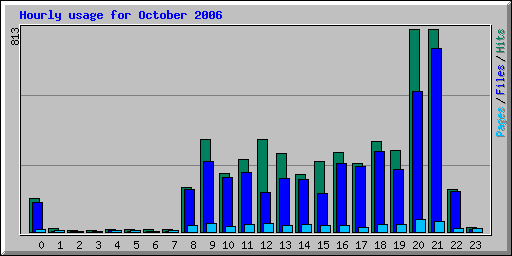 Hourly usage for October 2006
813
Pages/Files/Hits
0 1 2 3 4 5 6 7 8 9 10 11 12 13 14 15 16 17 18 19 20 21 22 23